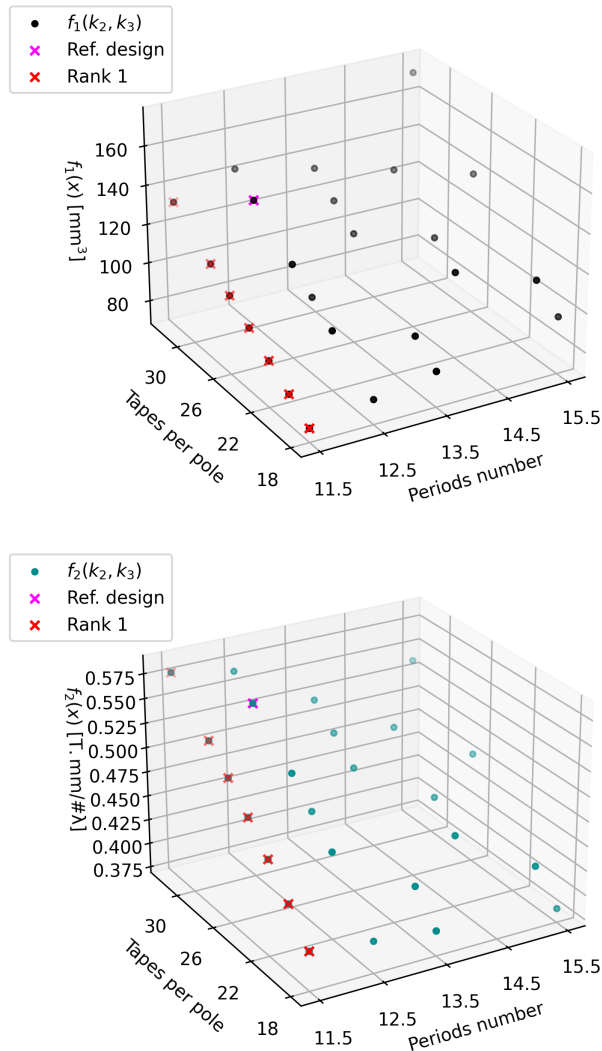 f₁(k₂, k₃)
Ref. design
Rank 1
160
140
120
100
80
f₁(x) [mm³]
30
26
22
18
Tapes per pole
11.5
12.5
13.5
14.5
15.5
Periods number
f₂(k₂, k₃)
Ref. design
Rank 1
0.575
0.550
0.525
0.500
0.475
0.450
0.425
0.400
0.375
f₂(x) [T. mm/#λ]
30
26
22
18
Tapes per pole
11.5
12.5
13.5
14.5
15.5
Periods number